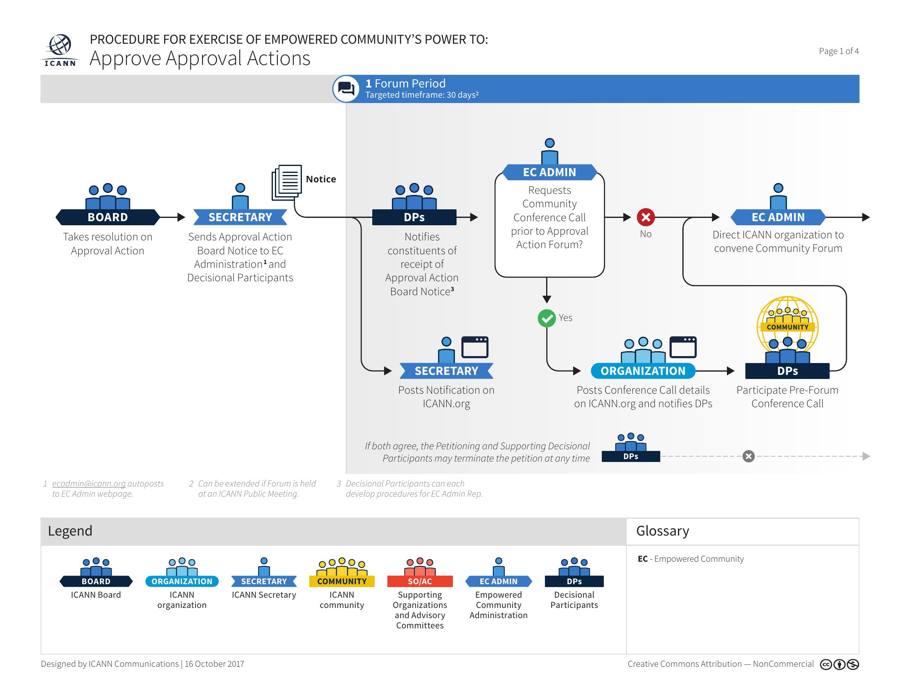 PROCEDURE FOR EXERCISE OF EMPOWERED COMMUNITY'S POWER TO:
Approve Approval Actions
ICANN
Page 1 of 4
1 Forum Period
Targeted timeframe: 30 days²
Notice
BOARD
Takes resolution on
Approval Action
SECRETARY
Sends Approval Action
Board Notice to EC
Administration¹ and
Decisional Participants
DPs
Notifies
constituents of
receipt of
Approval Action
Board Notice³
EC ADMIN
Requests
Community
Conference Call
prior to Approval
Action Forum?
No
EC ADMIN
Direct ICANN organization to
convene Community Forum
Yes
SECRETARY
Posts Notification on
ICANN.org
ORGANIZATION
Posts Conference Call details
on ICANN.org and notifies DPs
COMMUNITY
DPs
Participate Pre-Forum
Conference Call
If both agree, the Petitioning and Supporting Decisional
Participants may terminate the petition at any time
DPs
1 ecadmin@icann.org autoposts
to EC Admin webpage.
2 Can be extended if Forum is held
at an ICANN Public Meeting.
3 Decisional Participants can each
develop procedures for EC Admin Rep.
Legend
BOARD
ICANN Board
ORGANIZATION
ICANN
organization
SECRETARY
ICANN Secretary
COMMUNITY
ICANN
community
SO/AC
Supporting
Organizations
and Advisory
Committees
EC ADMIN
Empowered
Community
Administration
DPs
Decisional
Participants
Glossary
EC - Empowered Community
Designed by ICANN Communications | 16 October 2017
Creative Commons Attribution — NonCommercial